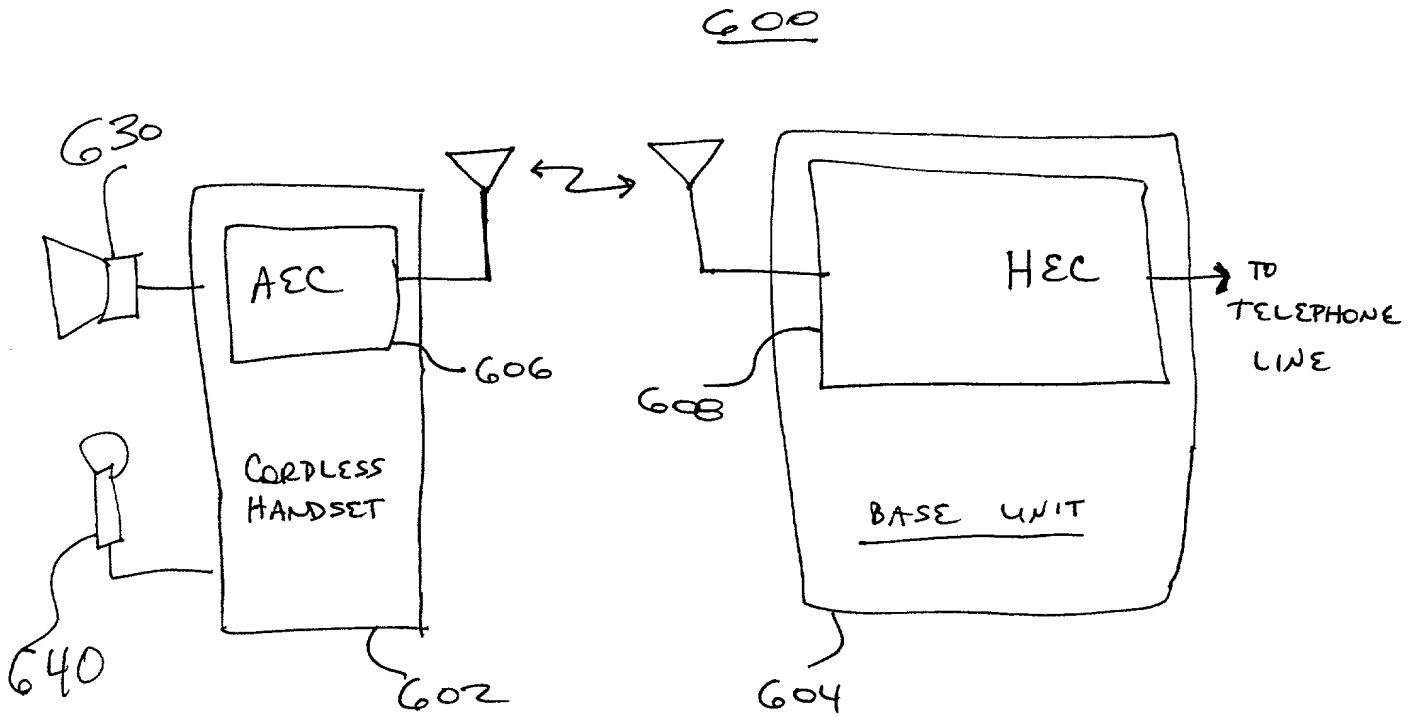 600
630
AEC
HEC
TO
TELEPHONE
LINE
606
608
CORDLESS
HANDSET
BASE UNIT
640
602
604